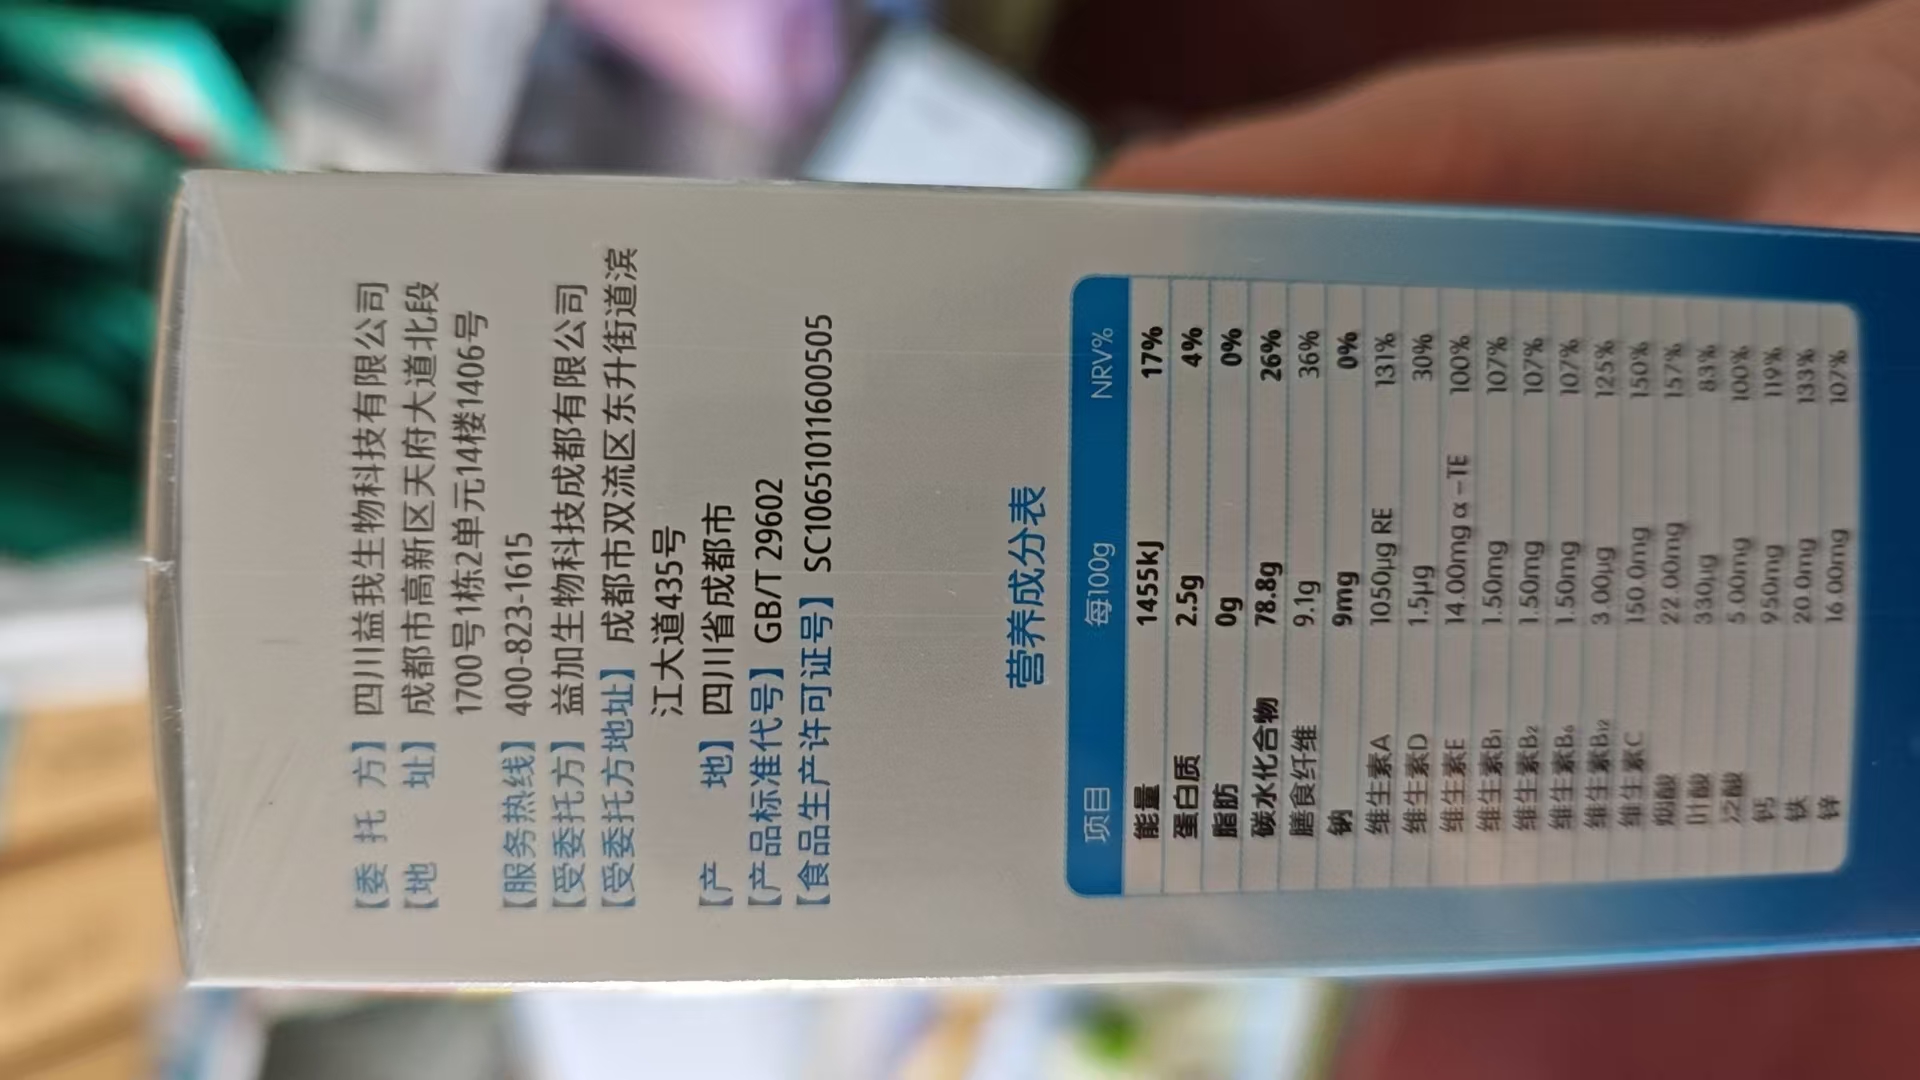 【委 托 方】 四川益我生物科技有限公司
【地 址】 成都市高新区天府大道北段
1700号1栋2单元14楼1406号
【服务热线】 400-823-1615
【受委托方】 益加生物科技成都有限公司
【受委托方地址】 成都市双流区东升街道滨
江大道435号
【产 地】 四川省成都市
【产品标准代号】 GB/T 29602
【食品生产许可证号】 SC10651011600505
营养成分表
项目 每100g NRV%
能量 1455kJ 17%
蛋白质 2.5g 4%
脂肪 0g 0%
碳水化合物 78.8g 26%
膳食纤维 9.1g 36%
钠 9mg 0%
维生素A 1050μg RE 131%
维生素D 1.5μg 30%
维生素E 14.00mg α-TE 100%
维生素B₁ 1.50mg 107%
维生素B₂ 1.50mg 107%
维生素B₆ 1.50mg 107%
维生素B₁₂ 3.00μg 125%
维生素C 150.0mg 150%
烟酸 22.00mg 157%
叶酸 330μg 83%
泛酸 5.00mg 100%
钙 950mg 119%
铁 20.0mg 133%
锌 16.00mg 107%